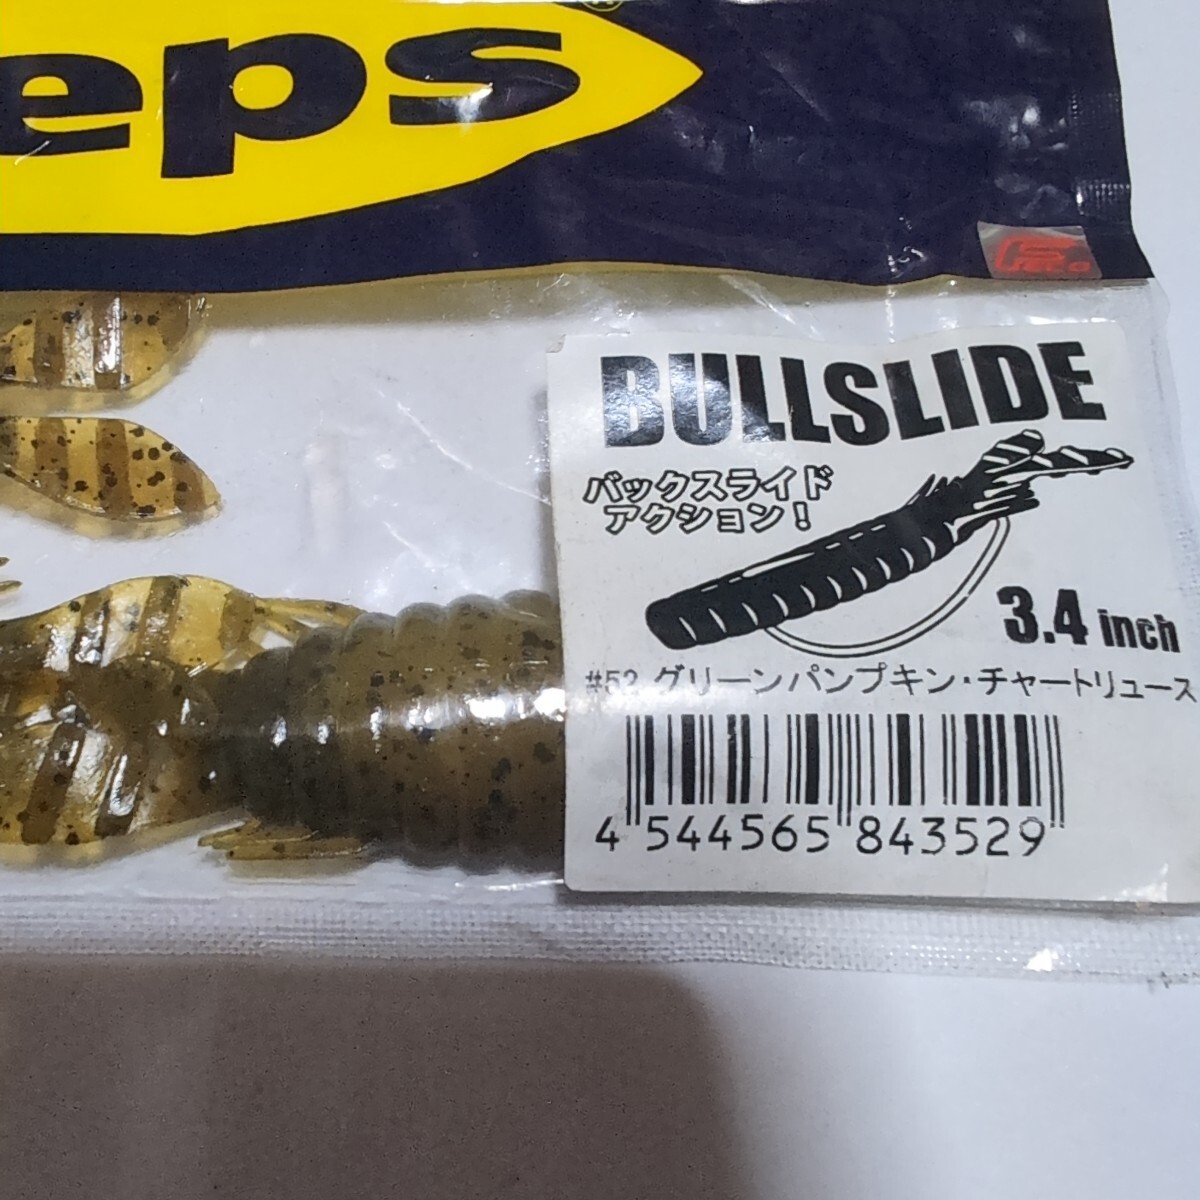 eps
BULLSLIDE
バックスライド
アクション！
3.4 inch
#52 グリーンパンプキン・チャートリュース
4 544565 843529